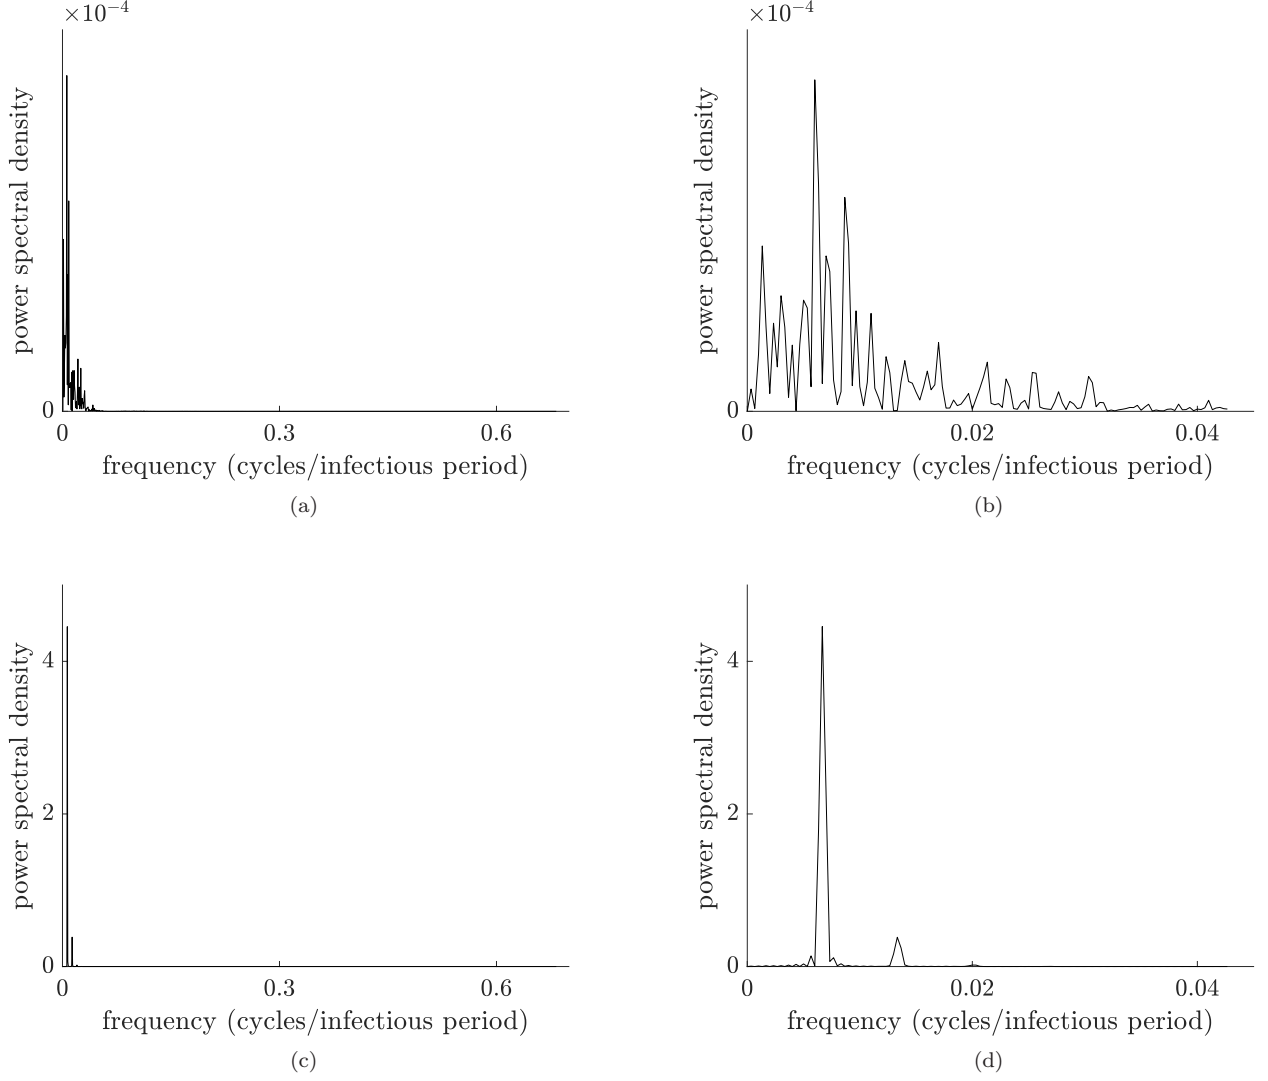 ×10−4
power spectral density
0
0 0.3 0.6
frequency (cycles/infectious period)
(a)
×10−4
power spectral density
0
0 0.02 0.04
frequency (cycles/infectious period)
(b)
power spectral density
4
2
0
0 0.3 0.6
frequency (cycles/infectious period)
(c)
power spectral density
4
2
0
0 0.02 0.04
frequency (cycles/infectious period)
(d)